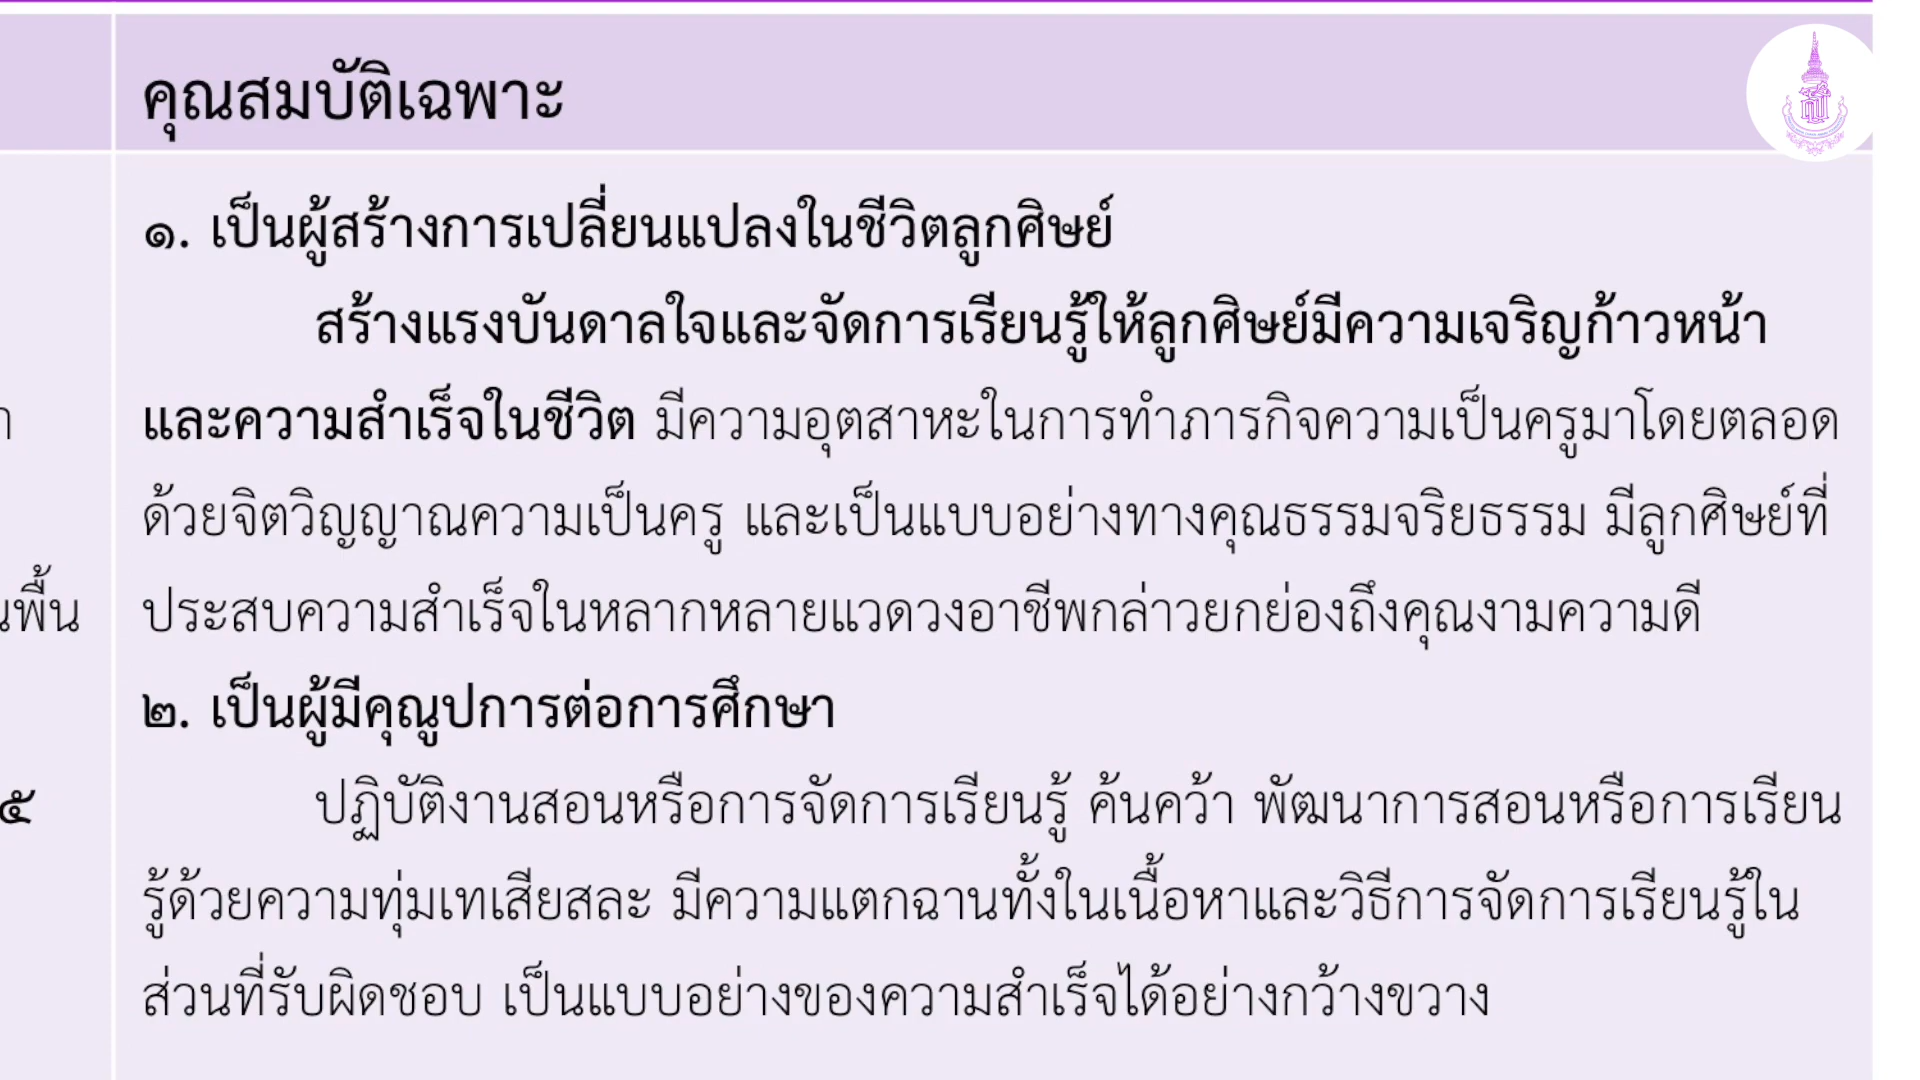 คุณสมบัติเฉพาะ
๑. เป็นผู้สร้างการเปลี่ยนแปลงในชีวิตลูกศิษย์
สร้างแรงบันดาลใจและจัดการเรียนรู้ให้ลูกศิษย์มีความเจริญก้าวหน้า
และความสำเร็จในชีวิต มีความอุตสาหะในการทำภารกิจความเป็นครูมาโดยตลอด
ด้วยจิตวิญญาณความเป็นครู และเป็นแบบอย่างทางคุณธรรมจริยธรรม มีลูกศิษย์ที่
นพื้น
ประสบความสำเร็จในหลากหลายแวดวงอาชีพกล่าวยกย่องถึงคุณงามความดี
๒. เป็นผู้มีคุณูปการต่อการศึกษา
๕
ปฏิบัติงานสอนหรือการจัดการเรียนรู้ ค้นคว้า พัฒนาการสอนหรือการเรียน
รู้ด้วยความทุ่มเทเสียสละ มีความแตกฉานทั้งในเนื้อหาและวิธีการจัดการเรียนรู้ใน
ส่วนที่รับผิดชอบ เป็นแบบอย่างของความสำเร็จได้อย่างกว้างขวาง